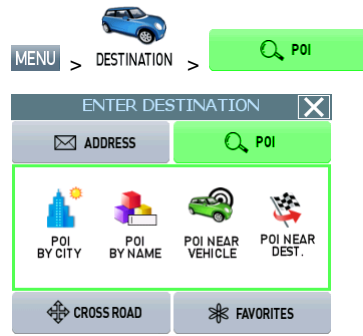 MENU > DESTINATION > POI
ENTER DESTINATION X
ADDRESS POI
POI BY CITY
POI BY NAME
POI NEAR VEHICLE
POI NEAR DEST.
CROSS ROAD FAVORITES